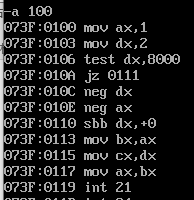 -a 100
073F:0100 mov ax,1
073F:0103 mov dx,2
073F:0106 test dx,8000
073F:010A jz 0111
073F:010C neg dx
073F:010E neg ax
073F:0110 sbb dx,+0
073F:0113 mov bx,ax
073F:0115 mov cx,dx
073F:0117 mov ax,bx
073F:0119 int 21